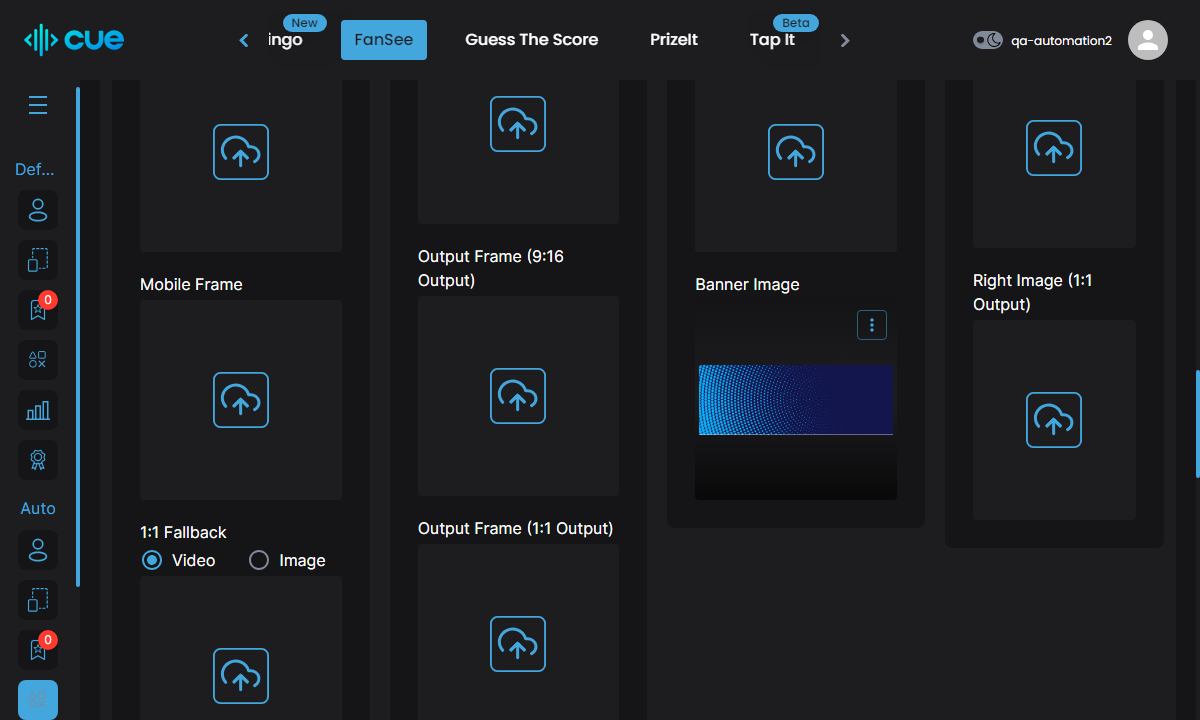 cue
New
ingo
FanSee
Guess The Score
PrizeIt
Beta
Tap It
qa-automation2
Def...
0
Auto
0
Mobile Frame
1:1 Fallback
Video
Image
Output Frame (9:16
Output)
Output Frame (1:1 Output)
Banner Image
Right Image (1:1
Output)